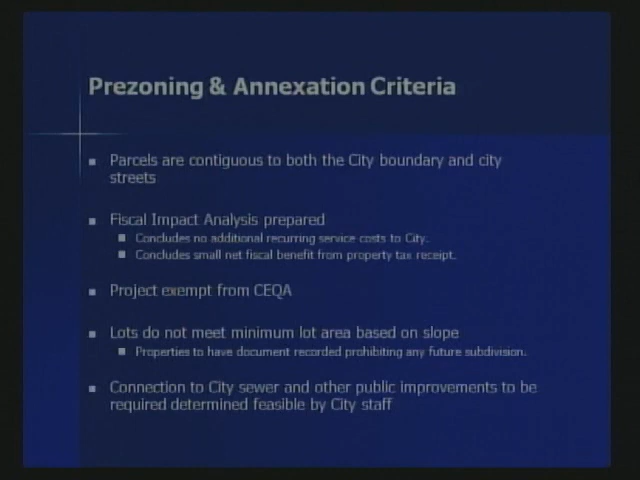 Prezoning & Annexation Criteria
Parcels are contiguous to both the City boundary and city
streets
Fiscal Impact Analysis prepared
Concludes no additional recurring service costs to City.
Concludes small net fiscal benefit from property tax receipt.
Project exempt from CEQA
Lots do not meet minimum lot area based on slope
Properties to have document recorded prohibiting any future subdivision.
Connection to City sewer and other public improvements to be
required determined feasible by City staff